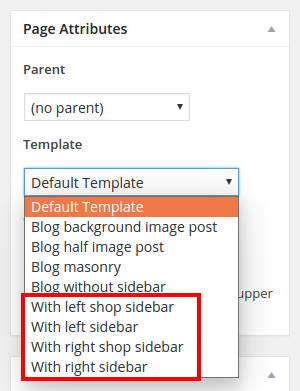 Page Attributes
Parent
(no parent)
Template
Default Template
Default Template
Blog background image post
Blog half image post
Blog masonry
Blog without sidebar
upper
With left shop sidebar
With left sidebar
With right shop sidebar
With right sidebar